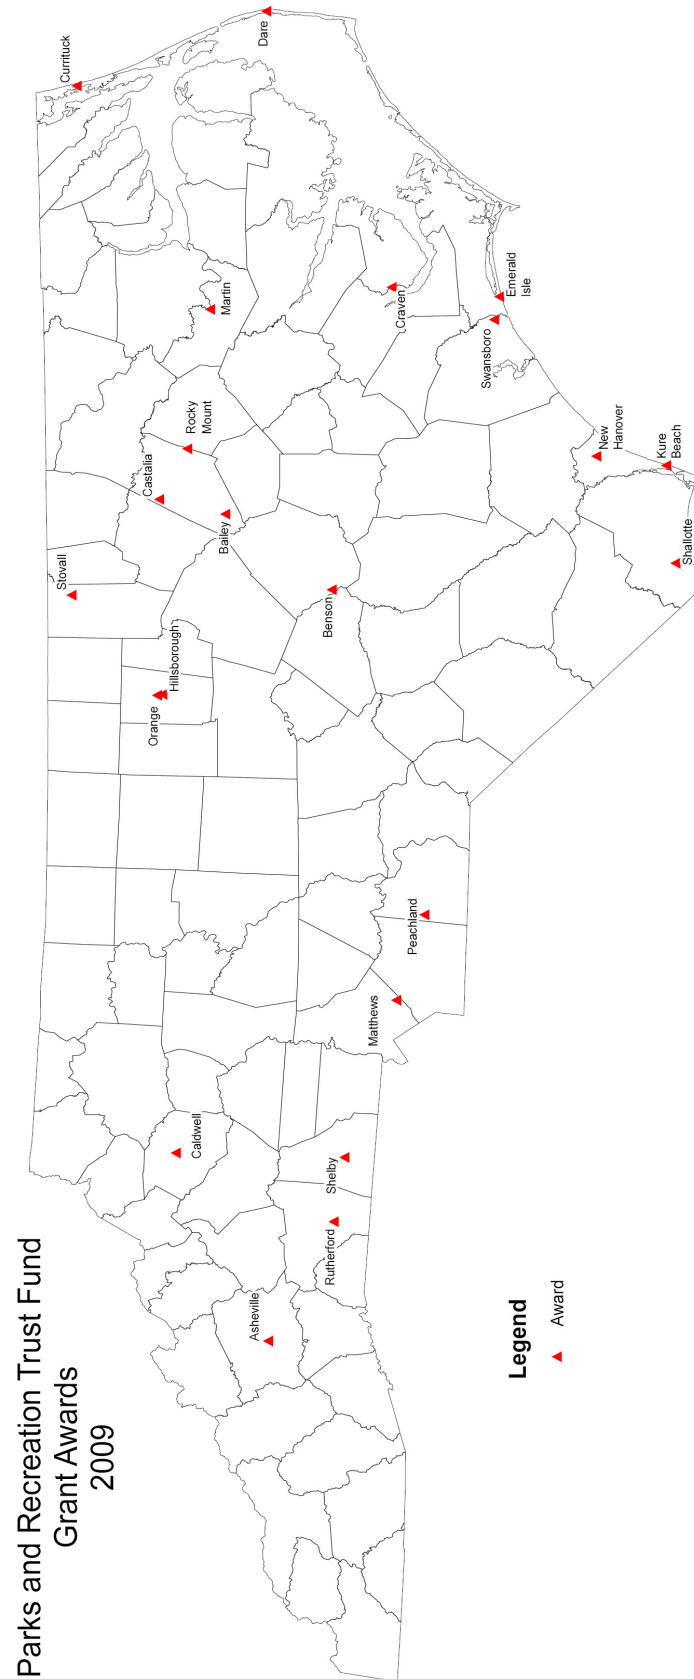 Parks and Recreation Trust Fund
Grant Awards
2009
Currituck
Dare
Stovall
Castalia
Rocky
Mount
Martin
Hillsborough
Orange
Bailey
Caldwell
Asheville
Benson
Craven
Shelby
Rutherford
Matthews
Peachland
Swansboro
Emerald
Isle
New
Hanover
Kure
Beach
Shallotte
Legend
Award